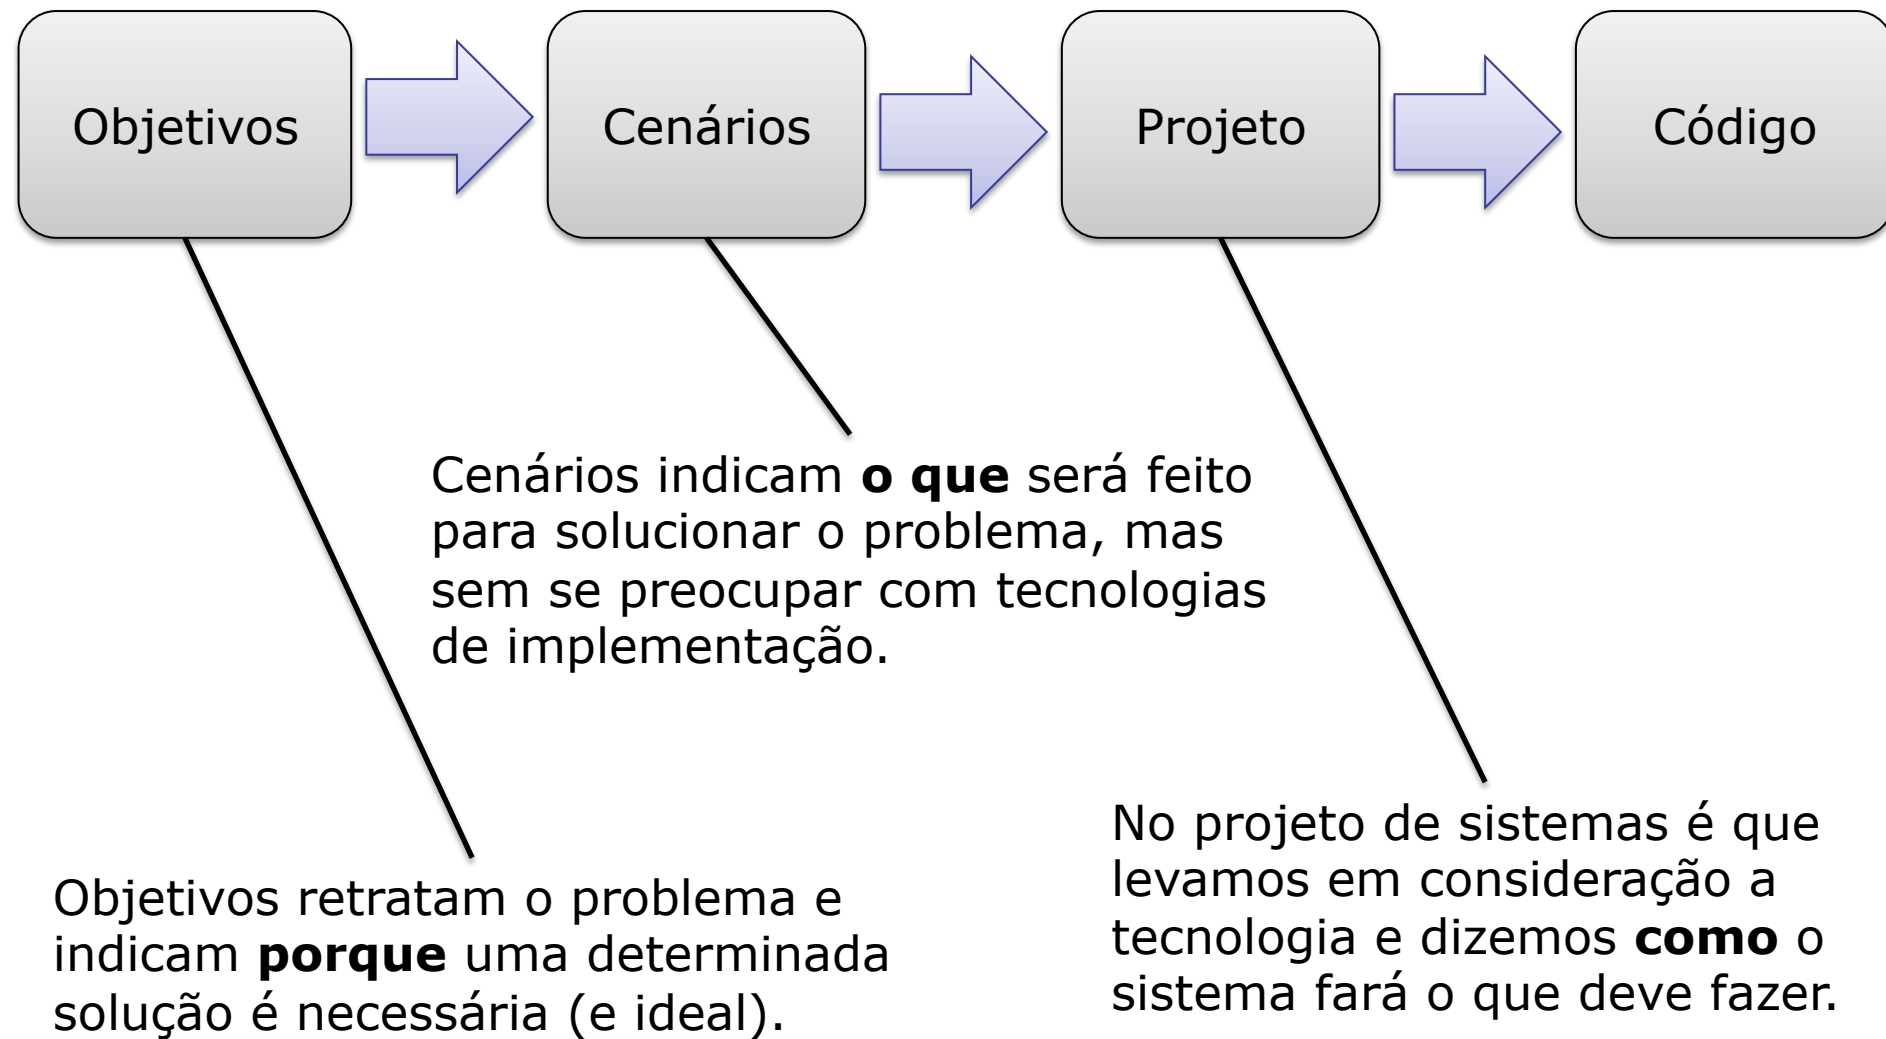 Objetivos
Cenários
Projeto
Código
Cenários indicam o que será feito
para solucionar o problema, mas
sem se preocupar com tecnologias
de implementação.
Objetivos retratam o problema e
indicam porque uma determinada
solução é necessária (e ideal).
No projeto de sistemas é que
levamos em consideração a
tecnologia e dizemos como o
sistema fará o que deve fazer.